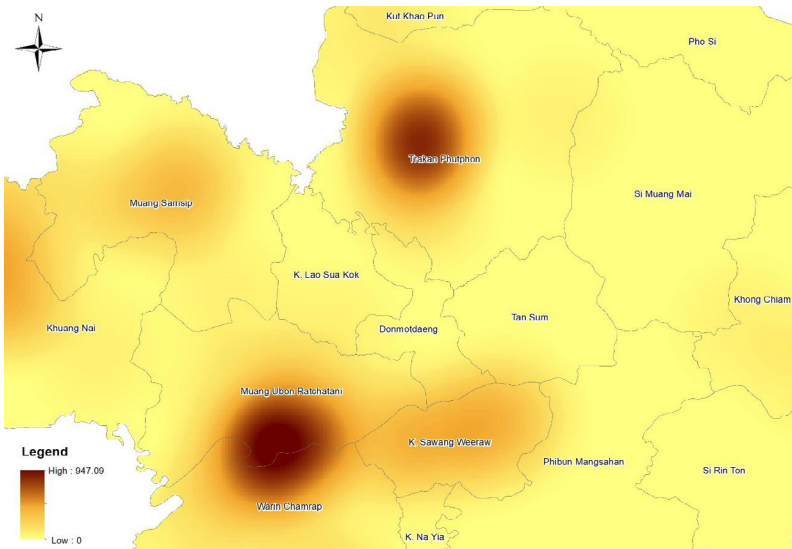 N
Kut Khao Pun
Pho Si
Trakan Phutphon
Muang Samsip
Si Muang Mai
K. Lao Sua Kok
Khong Chiam
Khuang Nai
Donmotdaeng
Tan Sum
Muang Ubon Ratchatani
K. Sawang Weeraw
Phibun Mangsahan
Si Rin Ton
Warin Chamrap
K. Na Yia
Legend
High : 947.09
Low : 0